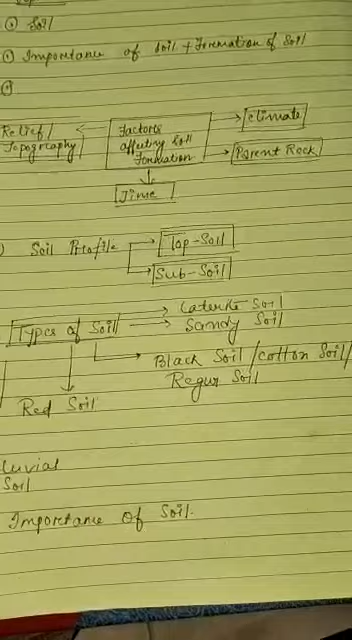 Soil
Importance of Soil + Formation of Soil
Relief/
Topography
Factors
affecting Soil
Formation
Climate
Parent Rock
Time
Soil Profile
Top-Soil
Sub-Soil
Types of Soil
Laterite Soil
Sandy Soil
Black Soil/cotton Soil/
Regur Soil
Red Soil
luvial
Soil
Importance Of Soil.